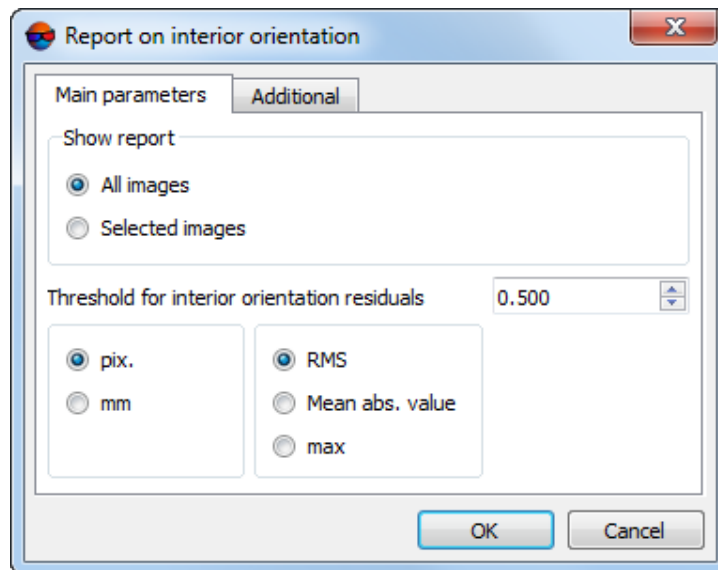 Report on interior orientation
Main parameters Additional
Show report
All images
Selected images
Threshold for interior orientation residuals 0.500
pix. RMS
mm Mean abs. value
max
OK Cancel